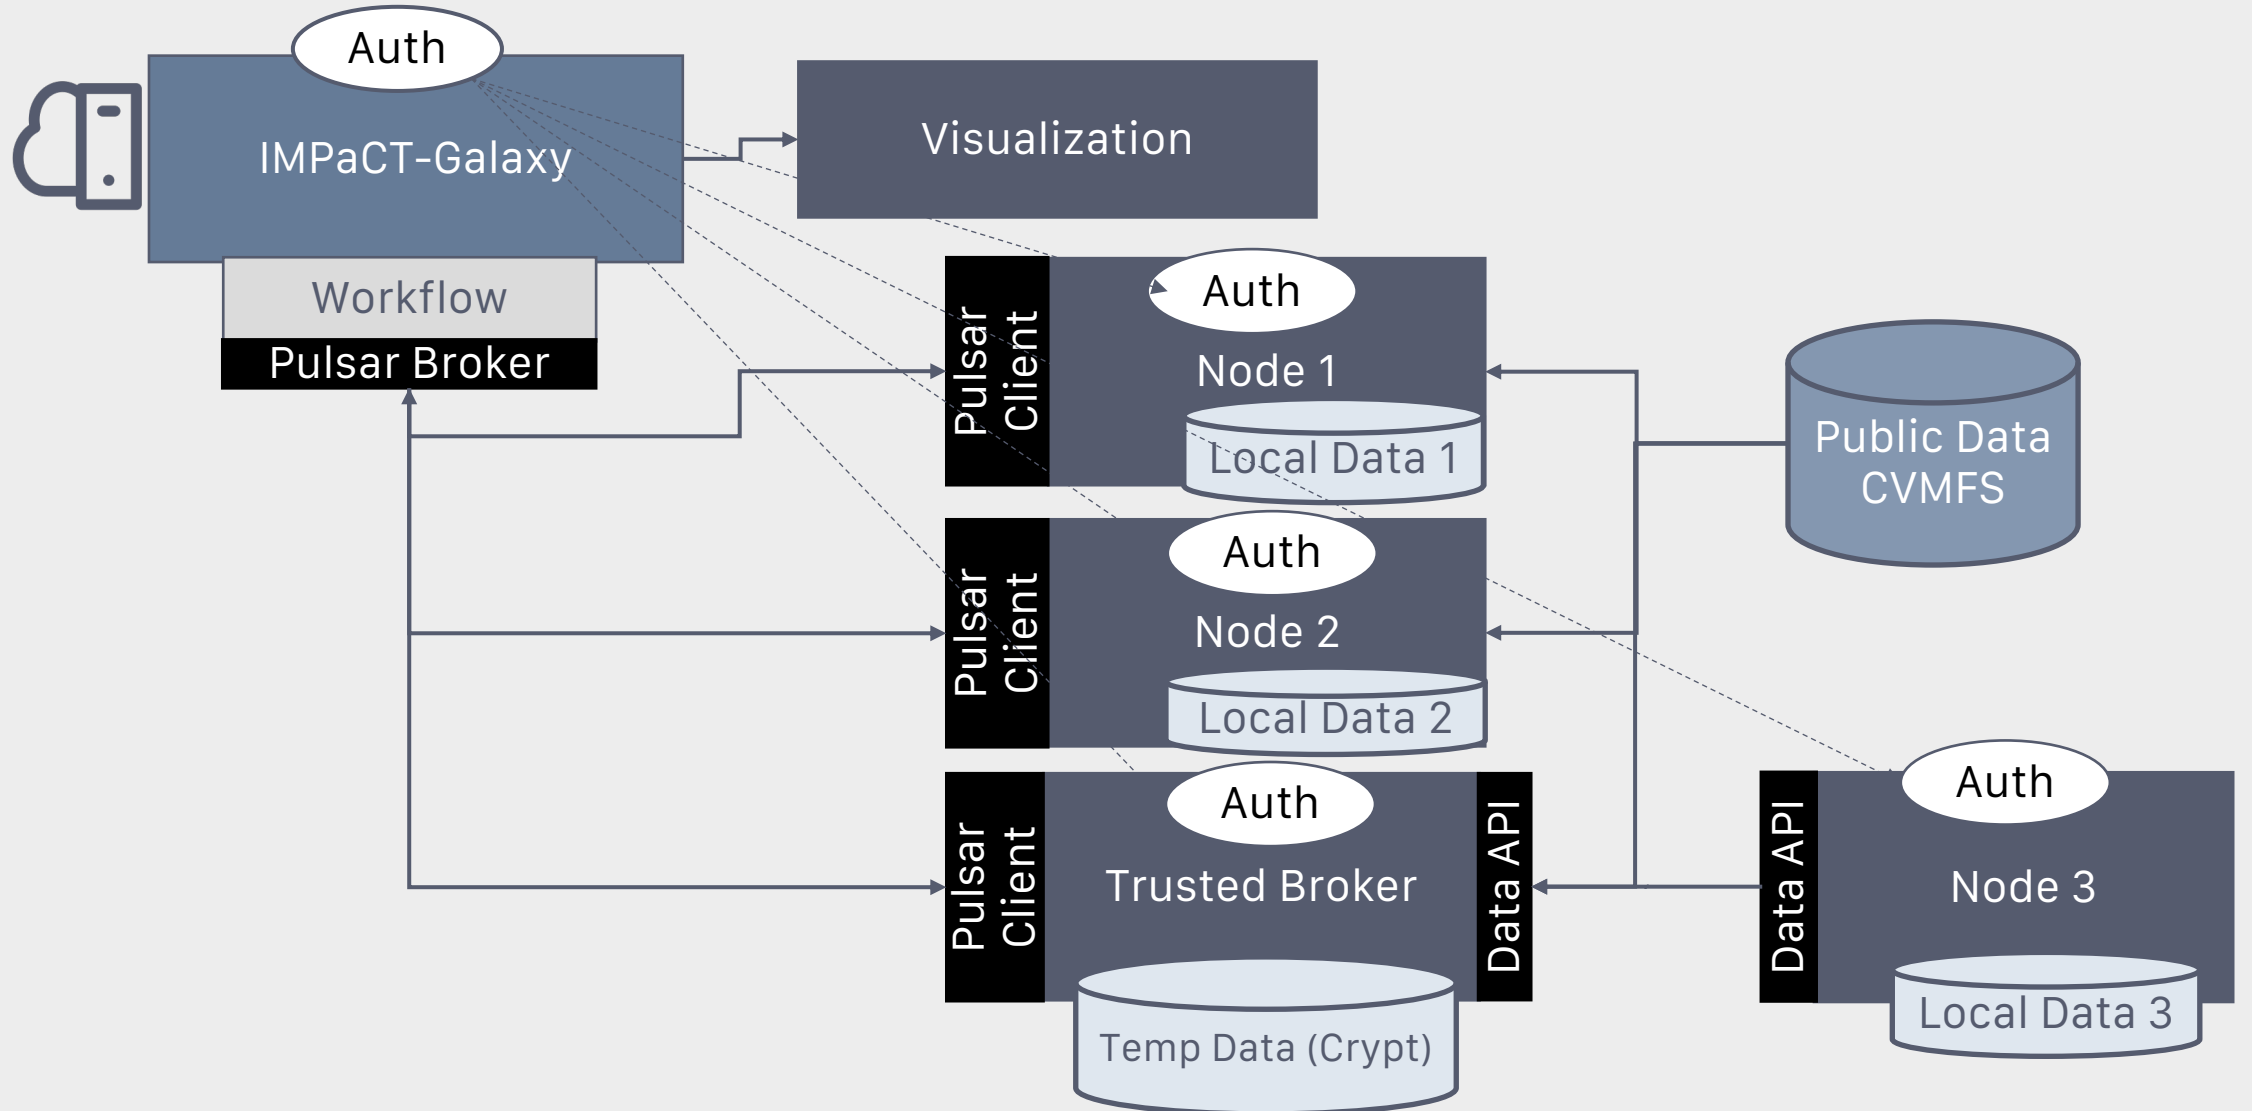 Auth
IMPaCT-Galaxy
Visualization
Workflow
Pulsar Broker
Pulsar
Client
Auth
Node 1
Local Data 1
Public Data
CVMFS
Pulsar
Client
Auth
Node 2
Local Data 2
Pulsar
Client
Auth
Trusted Broker
Data API
Temp Data (Crypt)
Data API
Auth
Node 3
Local Data 3